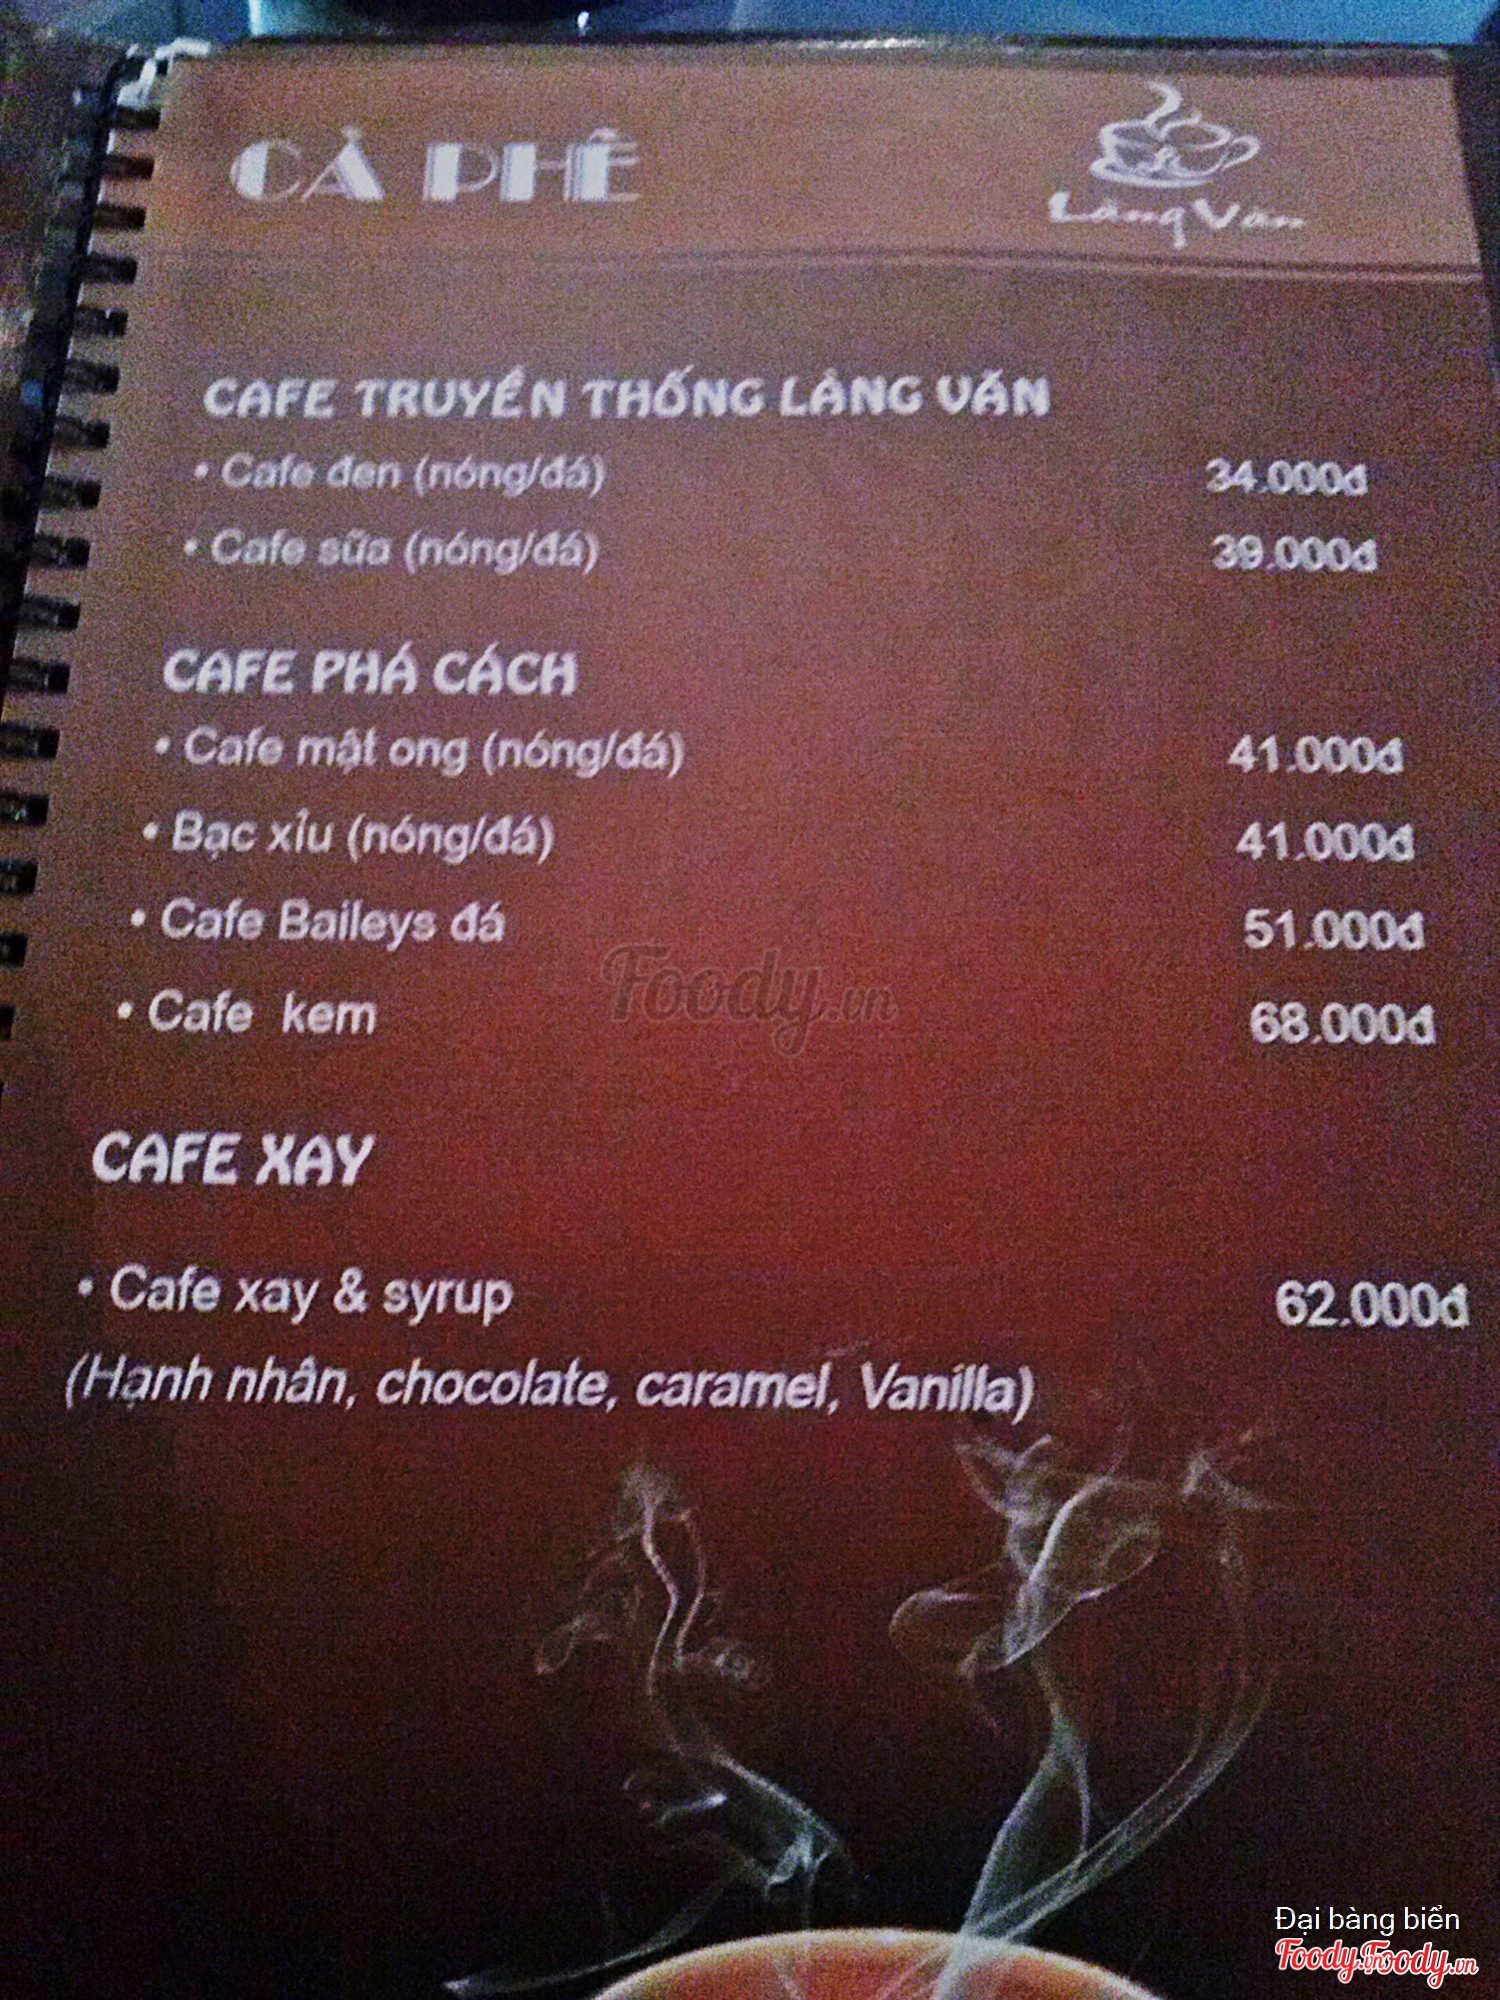 CÀ PHÊ
Làng Văn
CAFE TRUYỀN THỐNG LÀNG VĂN
• Cafe đen (nóng/đá) 34.000đ
• Cafe sữa (nóng/đá) 39.000đ
CAFE PHÁ CÁCH
• Cafe mật ong (nóng/đá) 41.000đ
• Bạc xỉu (nóng/đá) 41.000đ
• Cafe Baileys đá 51.000đ
• Cafe kem 68.000đ
Foody.vn
CAFE XAY
• Cafe xay & syrup 62.000đ
(Hạnh nhân, chocolate, caramel, Vanilla)
Đại bàng biển
Foody.vn
Foody.vn